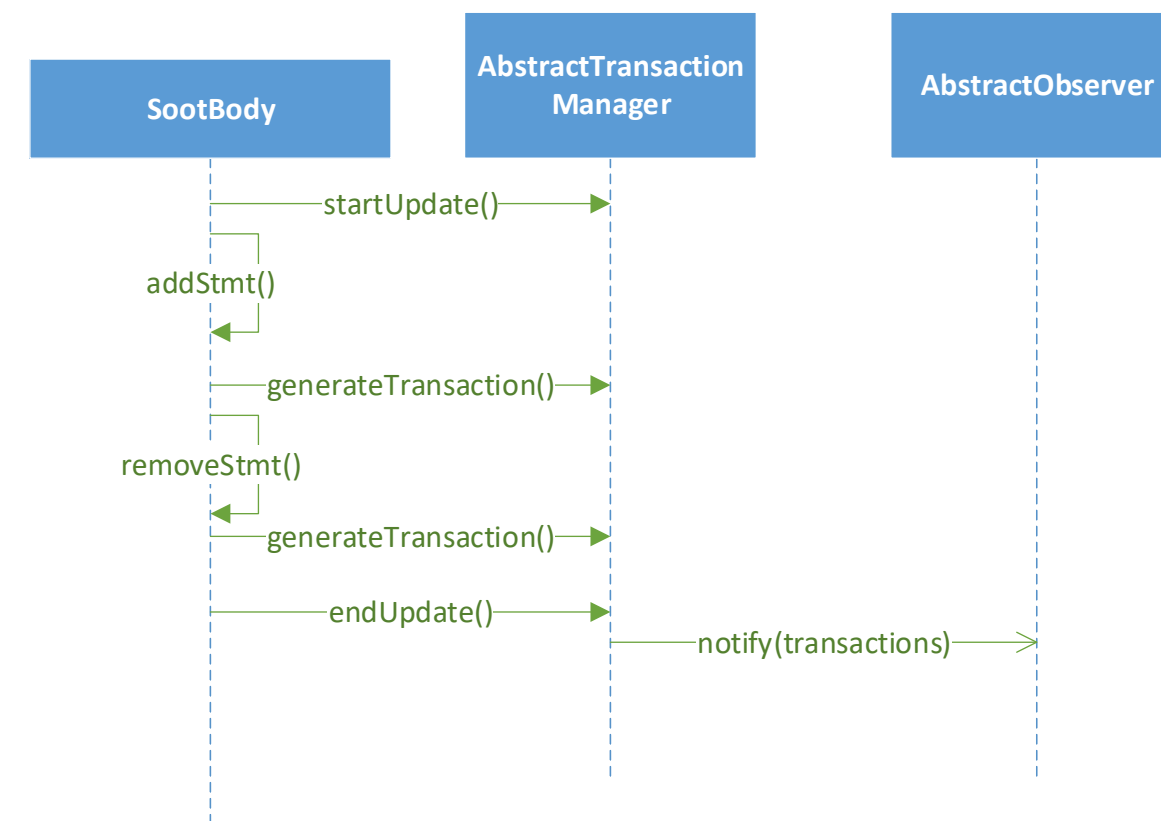 SootBody
AbstractTransaction
Manager
AbstractObserver
startUpdate()
addStmt()
generateTransaction()
removeStmt()
generateTransaction()
endUpdate()
notify(transactions)